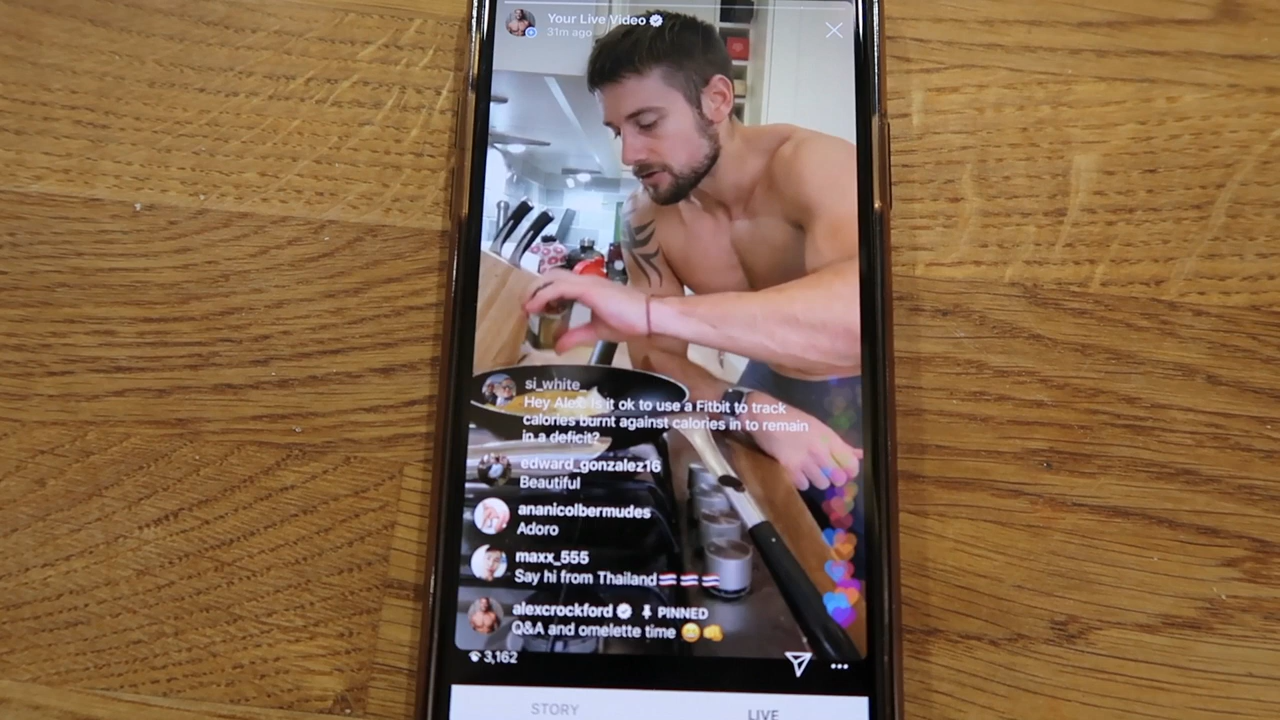 Your Live Video
31m ago
si_white_
Hey Alex. Is it ok to use a Fitbit to track
calories burnt against calories in to remain
in a deficit?
edward_gonzalez16
Beautiful
ananicolbermudes
Adoro
maxx_555
Say hi from Thailand🇹🇭🇹🇭🇹🇭
alexcrockford PINNED
Q&A and omelette time 😁👊
3,162
STORY LIVE